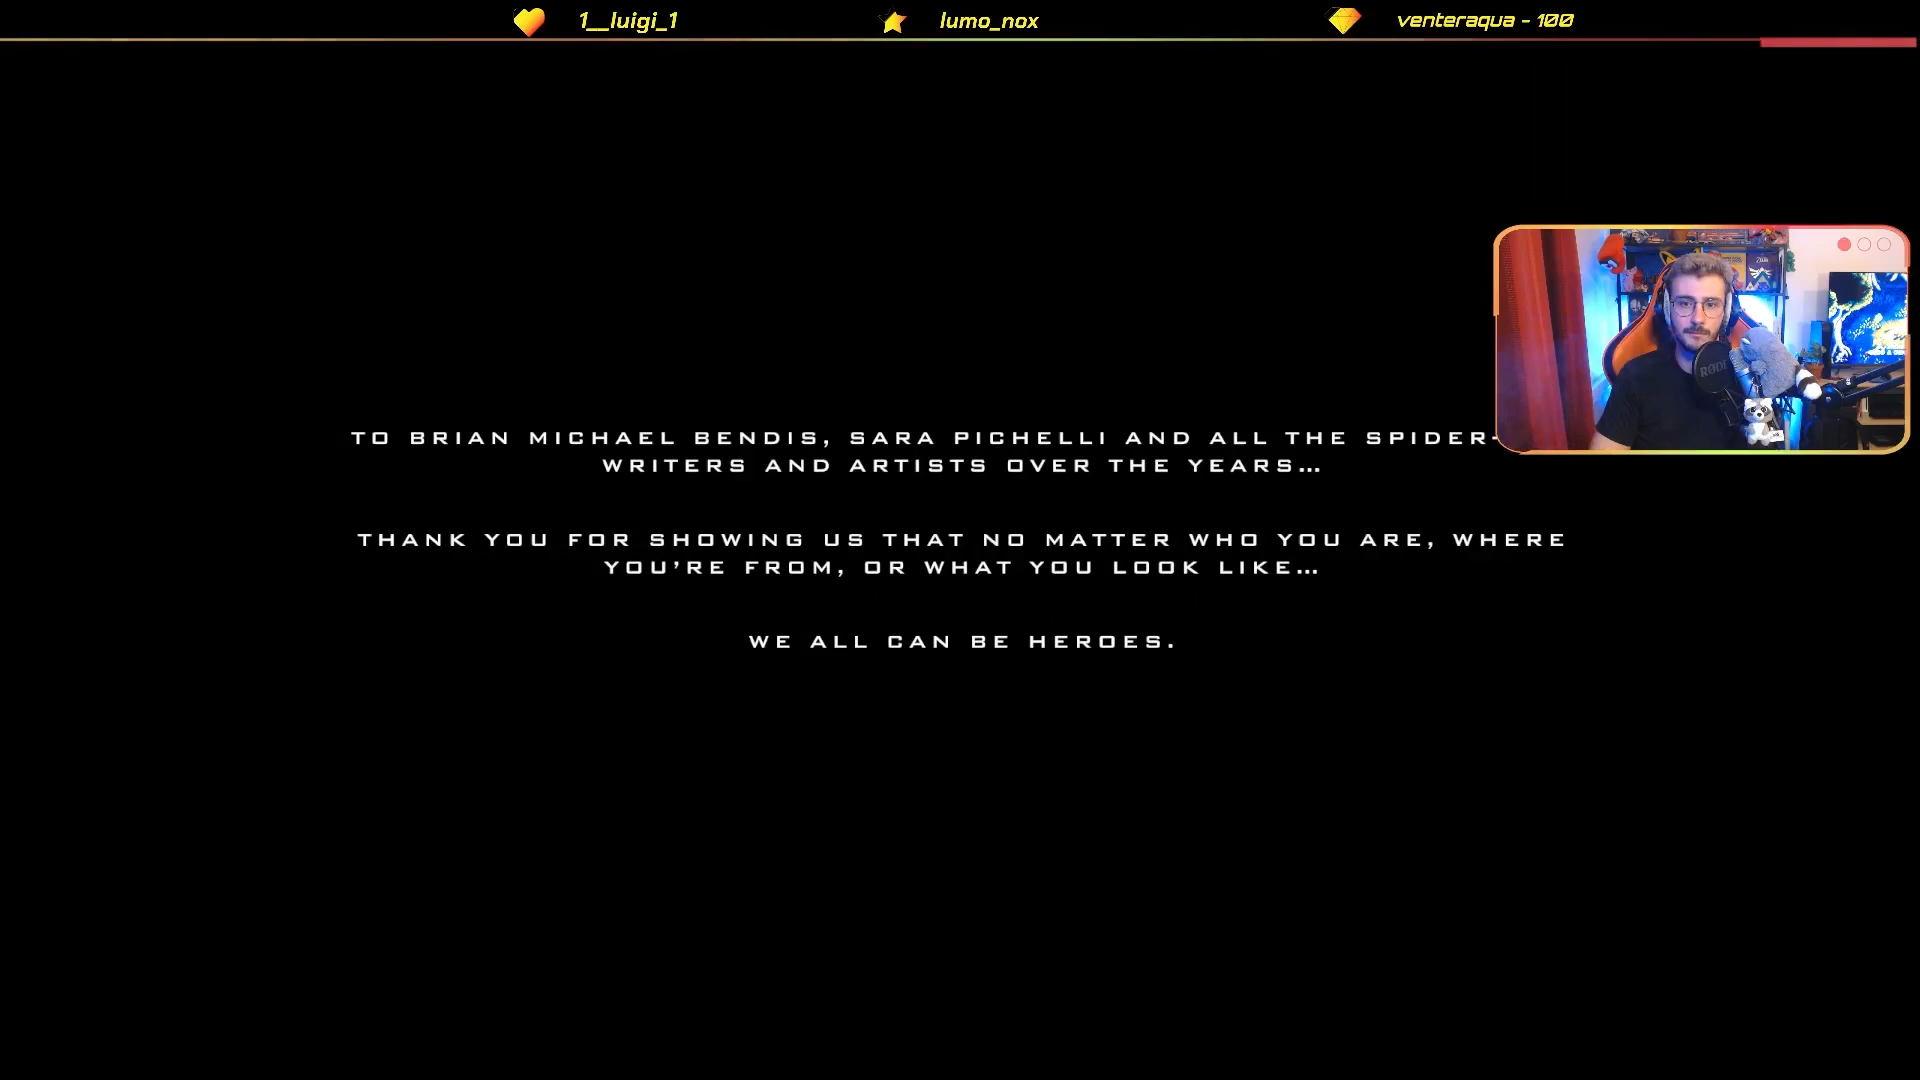 1__luigi_1
lumo_nox
venteraqua - 100
TO BRIAN MICHAEL BENDIS, SARA PICHELLI AND ALL THE SPIDER-
WRITERS AND ARTISTS OVER THE YEARS…
THANK YOU FOR SHOWING US THAT NO MATTER WHO YOU ARE, WHERE
YOU'RE FROM, OR WHAT YOU LOOK LIKE…
WE ALL CAN BE HEROES.
RØDE